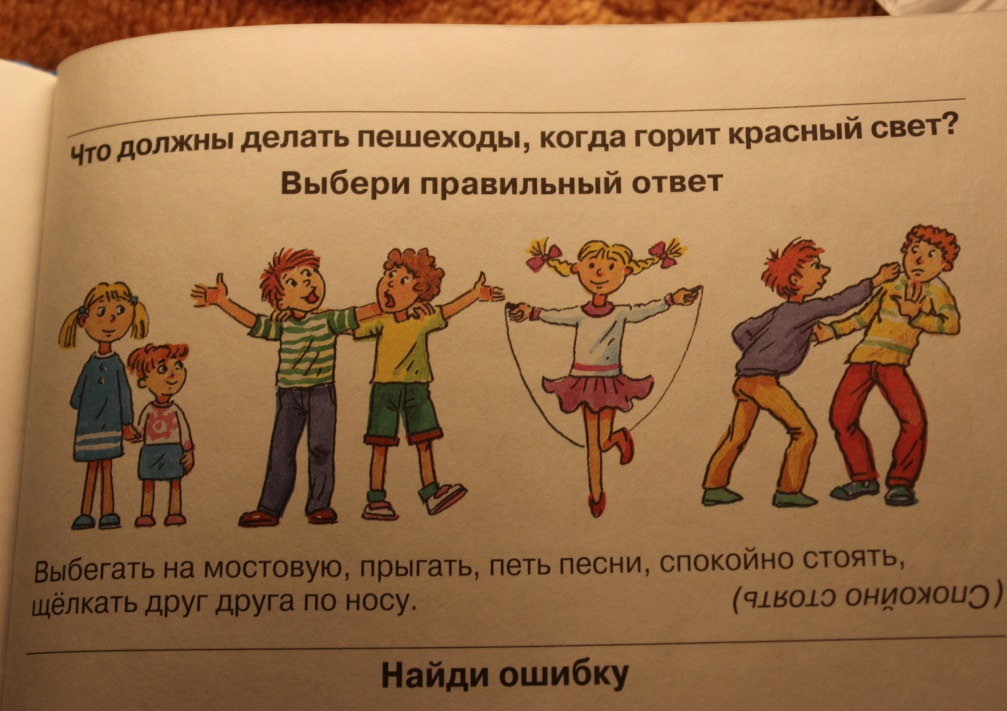 Что должны делать пешеходы, когда горит красный свет?
Выбери правильный ответ
Выбегать на мостовую, прыгать, петь песни, спокойно стоять,
щёлкать друг друга по носу.
(Спокойно стоять)
Найди ошибку